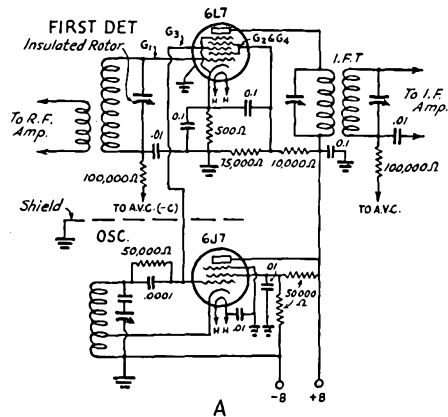 FIRST DET
Insulated Rotor
6L7
G3
G1
G2&G4
I.F.T
To R.F.
Amp.
To I.F.
Amp.
H H
0.1
0.1
500Ω
.01
75,000Ω
10,000Ω
0.1
.01
100,000Ω
100,000Ω
TO A.V.C. (-C)
TO A.V.C.
Shield
OSC.
6J7
50,000Ω
.0001
H H
.01
.01
50000
Ω
-B
+B
A